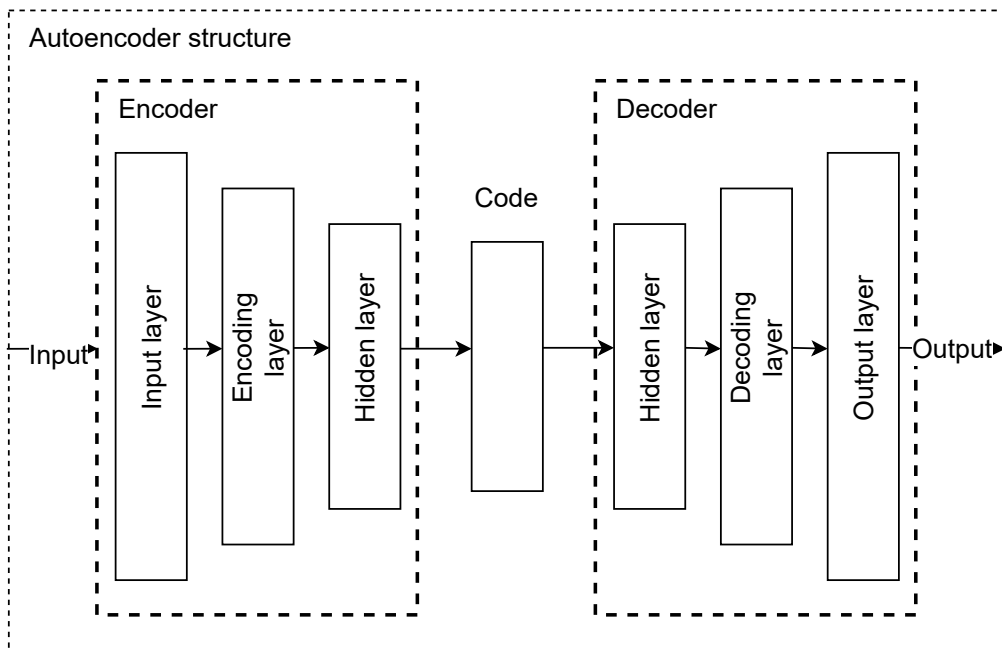 Autoencoder structure
Encoder
Decoder
Code
Input
Input layer
Encoding
layer
Hidden layer
Hidden layer
Decoding
layer
Output layer
Output